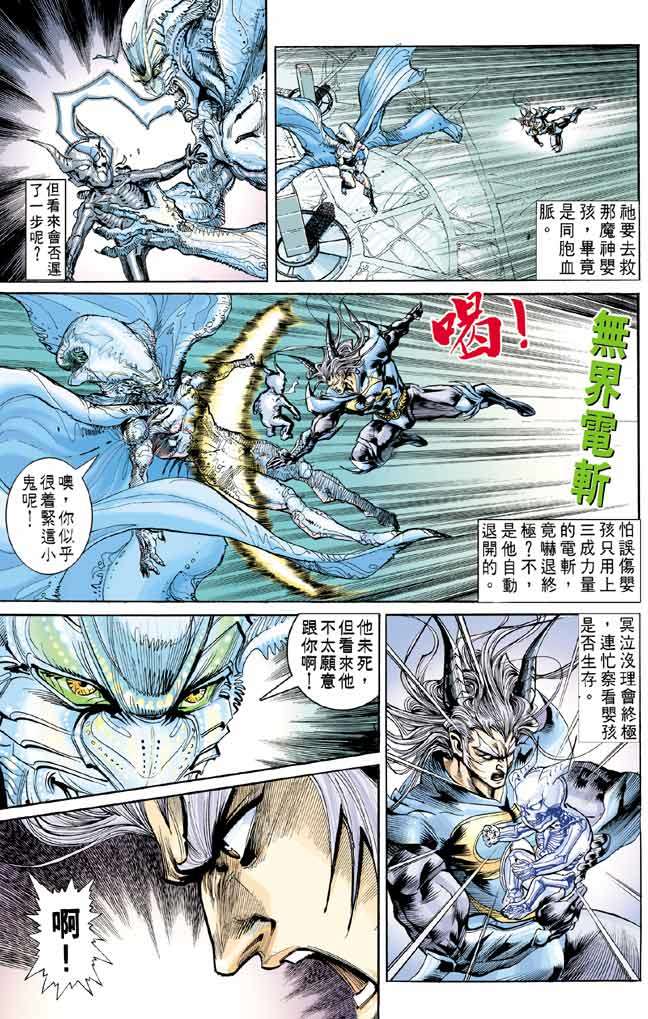 祂要去救
那魔神嬰
孩，畢竟
是同胞血
脈。
但看來會否遲
了一步呢？
無界電斬
喝！
怕誤傷嬰
孩只用上
三成力量
的電斬，
竟嚇退終
極？不，
是他自動
退開的。
噢，你似乎
很着緊這小
鬼呢！
冥泣沒理會終極
，連忙察看嬰孩
是否生存。
他未死，
但看來他
不太願意
跟你啊！
啊！